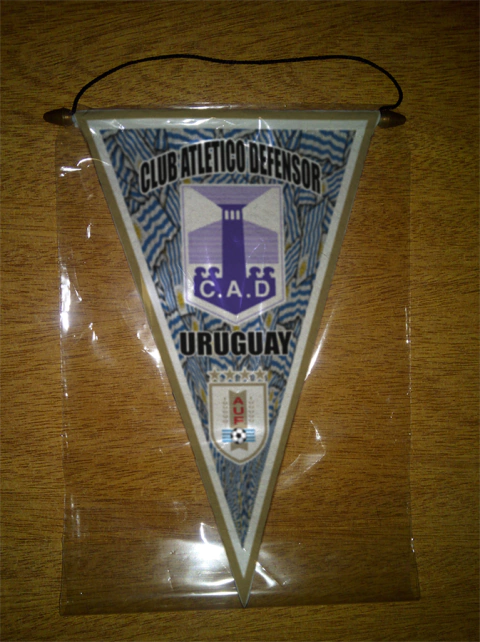 CLUB ATLETICO DEFENSOR
C.A.D
URUGUAY
AUF